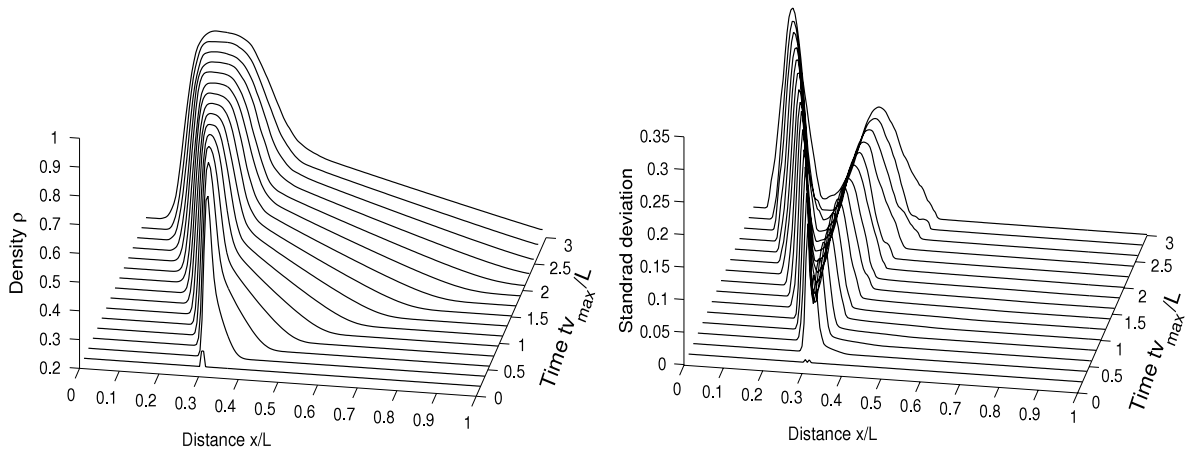 1
0.9
0.8
0.7
0.6
0.5
0.4
0.3
0.2
Density ρ
0 0.1 0.2 0.3 0.4 0.5 0.6 0.7 0.8 0.9 1
Distance x/L
0 0.5 1 1.5 2 2.5 3
Time tv_max/L
0.35
0.3
0.25
0.2
0.15
0.1
0.05
0
Standrad deviation
0 0.1 0.2 0.3 0.4 0.5 0.6 0.7 0.8 0.9 1
Distance x/L
0 0.5 1 1.5 2 2.5 3
Time tv_max/L